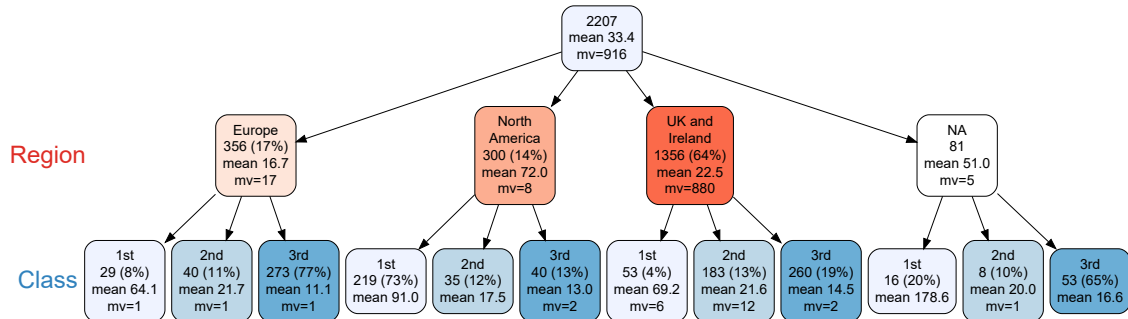 2207
mean 33.4
mv=916
Region
Europe
356 (17%)
mean 16.7
mv=17
North
America
300 (14%)
mean 72.0
mv=8
UK and
Ireland
1356 (64%)
mean 22.5
mv=880
NA
81
mean 51.0
mv=5
Class
1st
29 (8%)
mean 64.1
mv=1
2nd
40 (11%)
mean 21.7
mv=1
3rd
273 (77%)
mean 11.1
mv=1
1st
219 (73%)
mean 91.0
2nd
35 (12%)
mean 17.5
3rd
40 (13%)
mean 13.0
mv=2
1st
53 (4%)
mean 69.2
mv=6
2nd
183 (13%)
mean 21.6
mv=12
3rd
260 (19%)
mean 14.5
mv=2
1st
16 (20%)
mean 178.6
2nd
8 (10%)
mean 20.0
mv=1
3rd
53 (65%)
mean 16.6